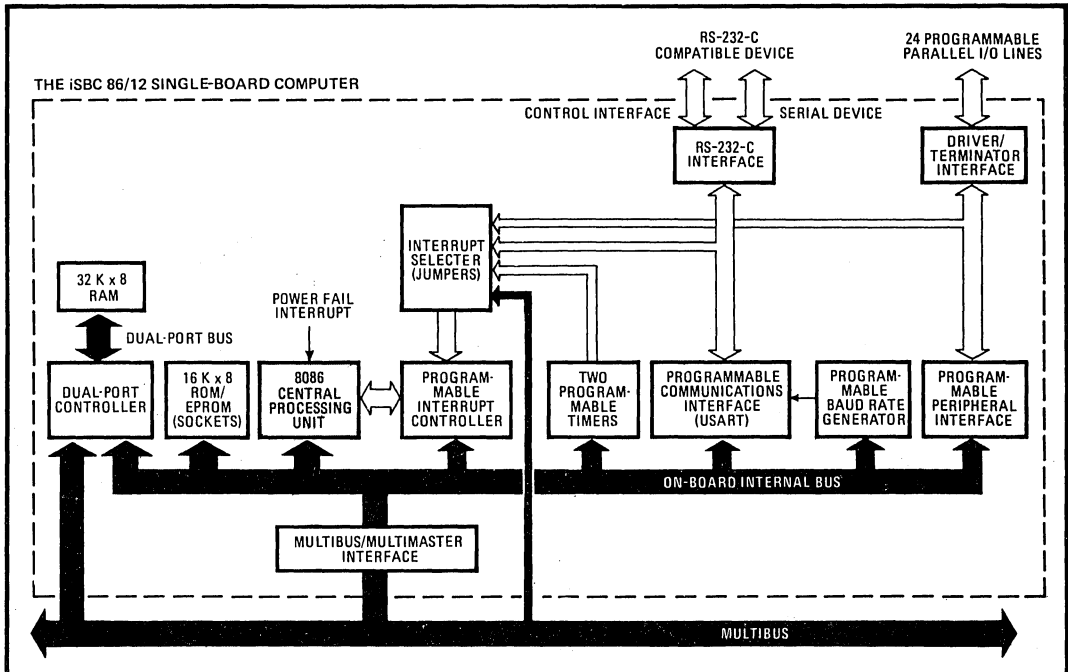 RS-232-C
COMPATIBLE DEVICE
24 PROGRAMMABLE
PARALLEL I/O LINES
THE iSBC 86/12 SINGLE-BOARD COMPUTER
CONTROL INTERFACE
SERIAL DEVICE
RS-232-C
INTERFACE
DRIVER/
TERMINATOR
INTERFACE
INTERRUPT
SELECTER
(JUMPERS)
32 K x 8
RAM
POWER FAIL
INTERRUPT
DUAL-PORT BUS
DUAL-PORT
CONTROLLER
16 K x 8
ROM/
EPROM
(SOCKETS)
8086
CENTRAL
PROCESSING
UNIT
PROGRAM-
MABLE
INTERRUPT
CONTROLLER
TWO
PROGRAM-
MABLE
TIMERS
PROGRAMMABLE
COMMUNICATIONS
INTERFACE
(USART)
PROGRAM-
MABLE
BAUD RATE
GENERATOR
PROGRAM-
MABLE
PERIPHERAL
INTERFACE
ON-BOARD INTERNAL BUS
MULTIBUS/MULTIMASTER
INTERFACE
MULTIBUS